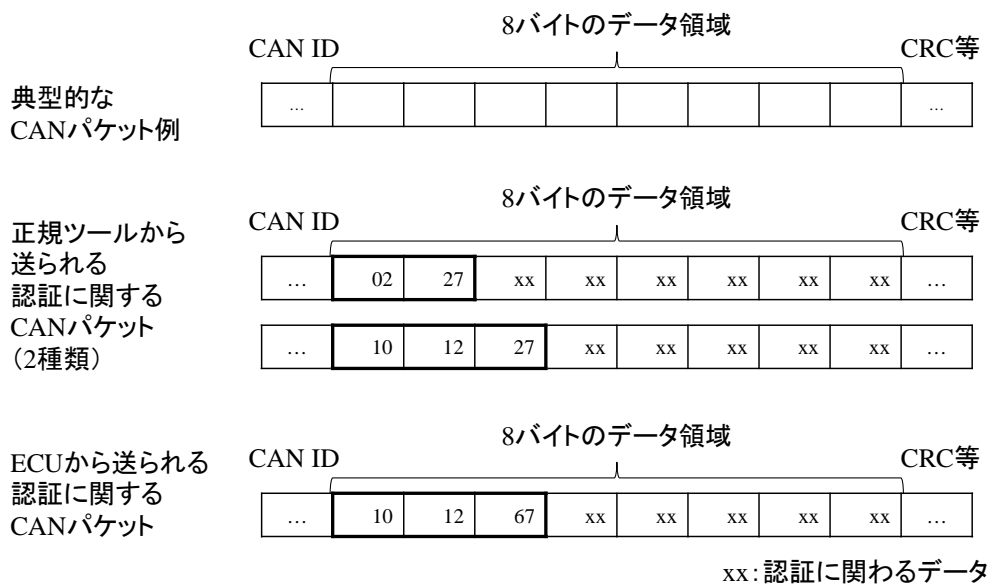 8バイトのデータ領域
CAN ID
CRC等
典型的な
CANパケット例
…
…
8バイトのデータ領域
CAN ID
CRC等
正規ツールから
送られる
認証に関する
CANパケット
（2種類）
… 02 27 xx xx xx xx xx xx …
… 10 12 27 xx xx xx xx xx …
8バイトのデータ領域
CAN ID
CRC等
ECUから送られる
認証に関する
CANパケット
… 10 12 67 xx xx xx xx xx …
xx：認証に関わるデータ